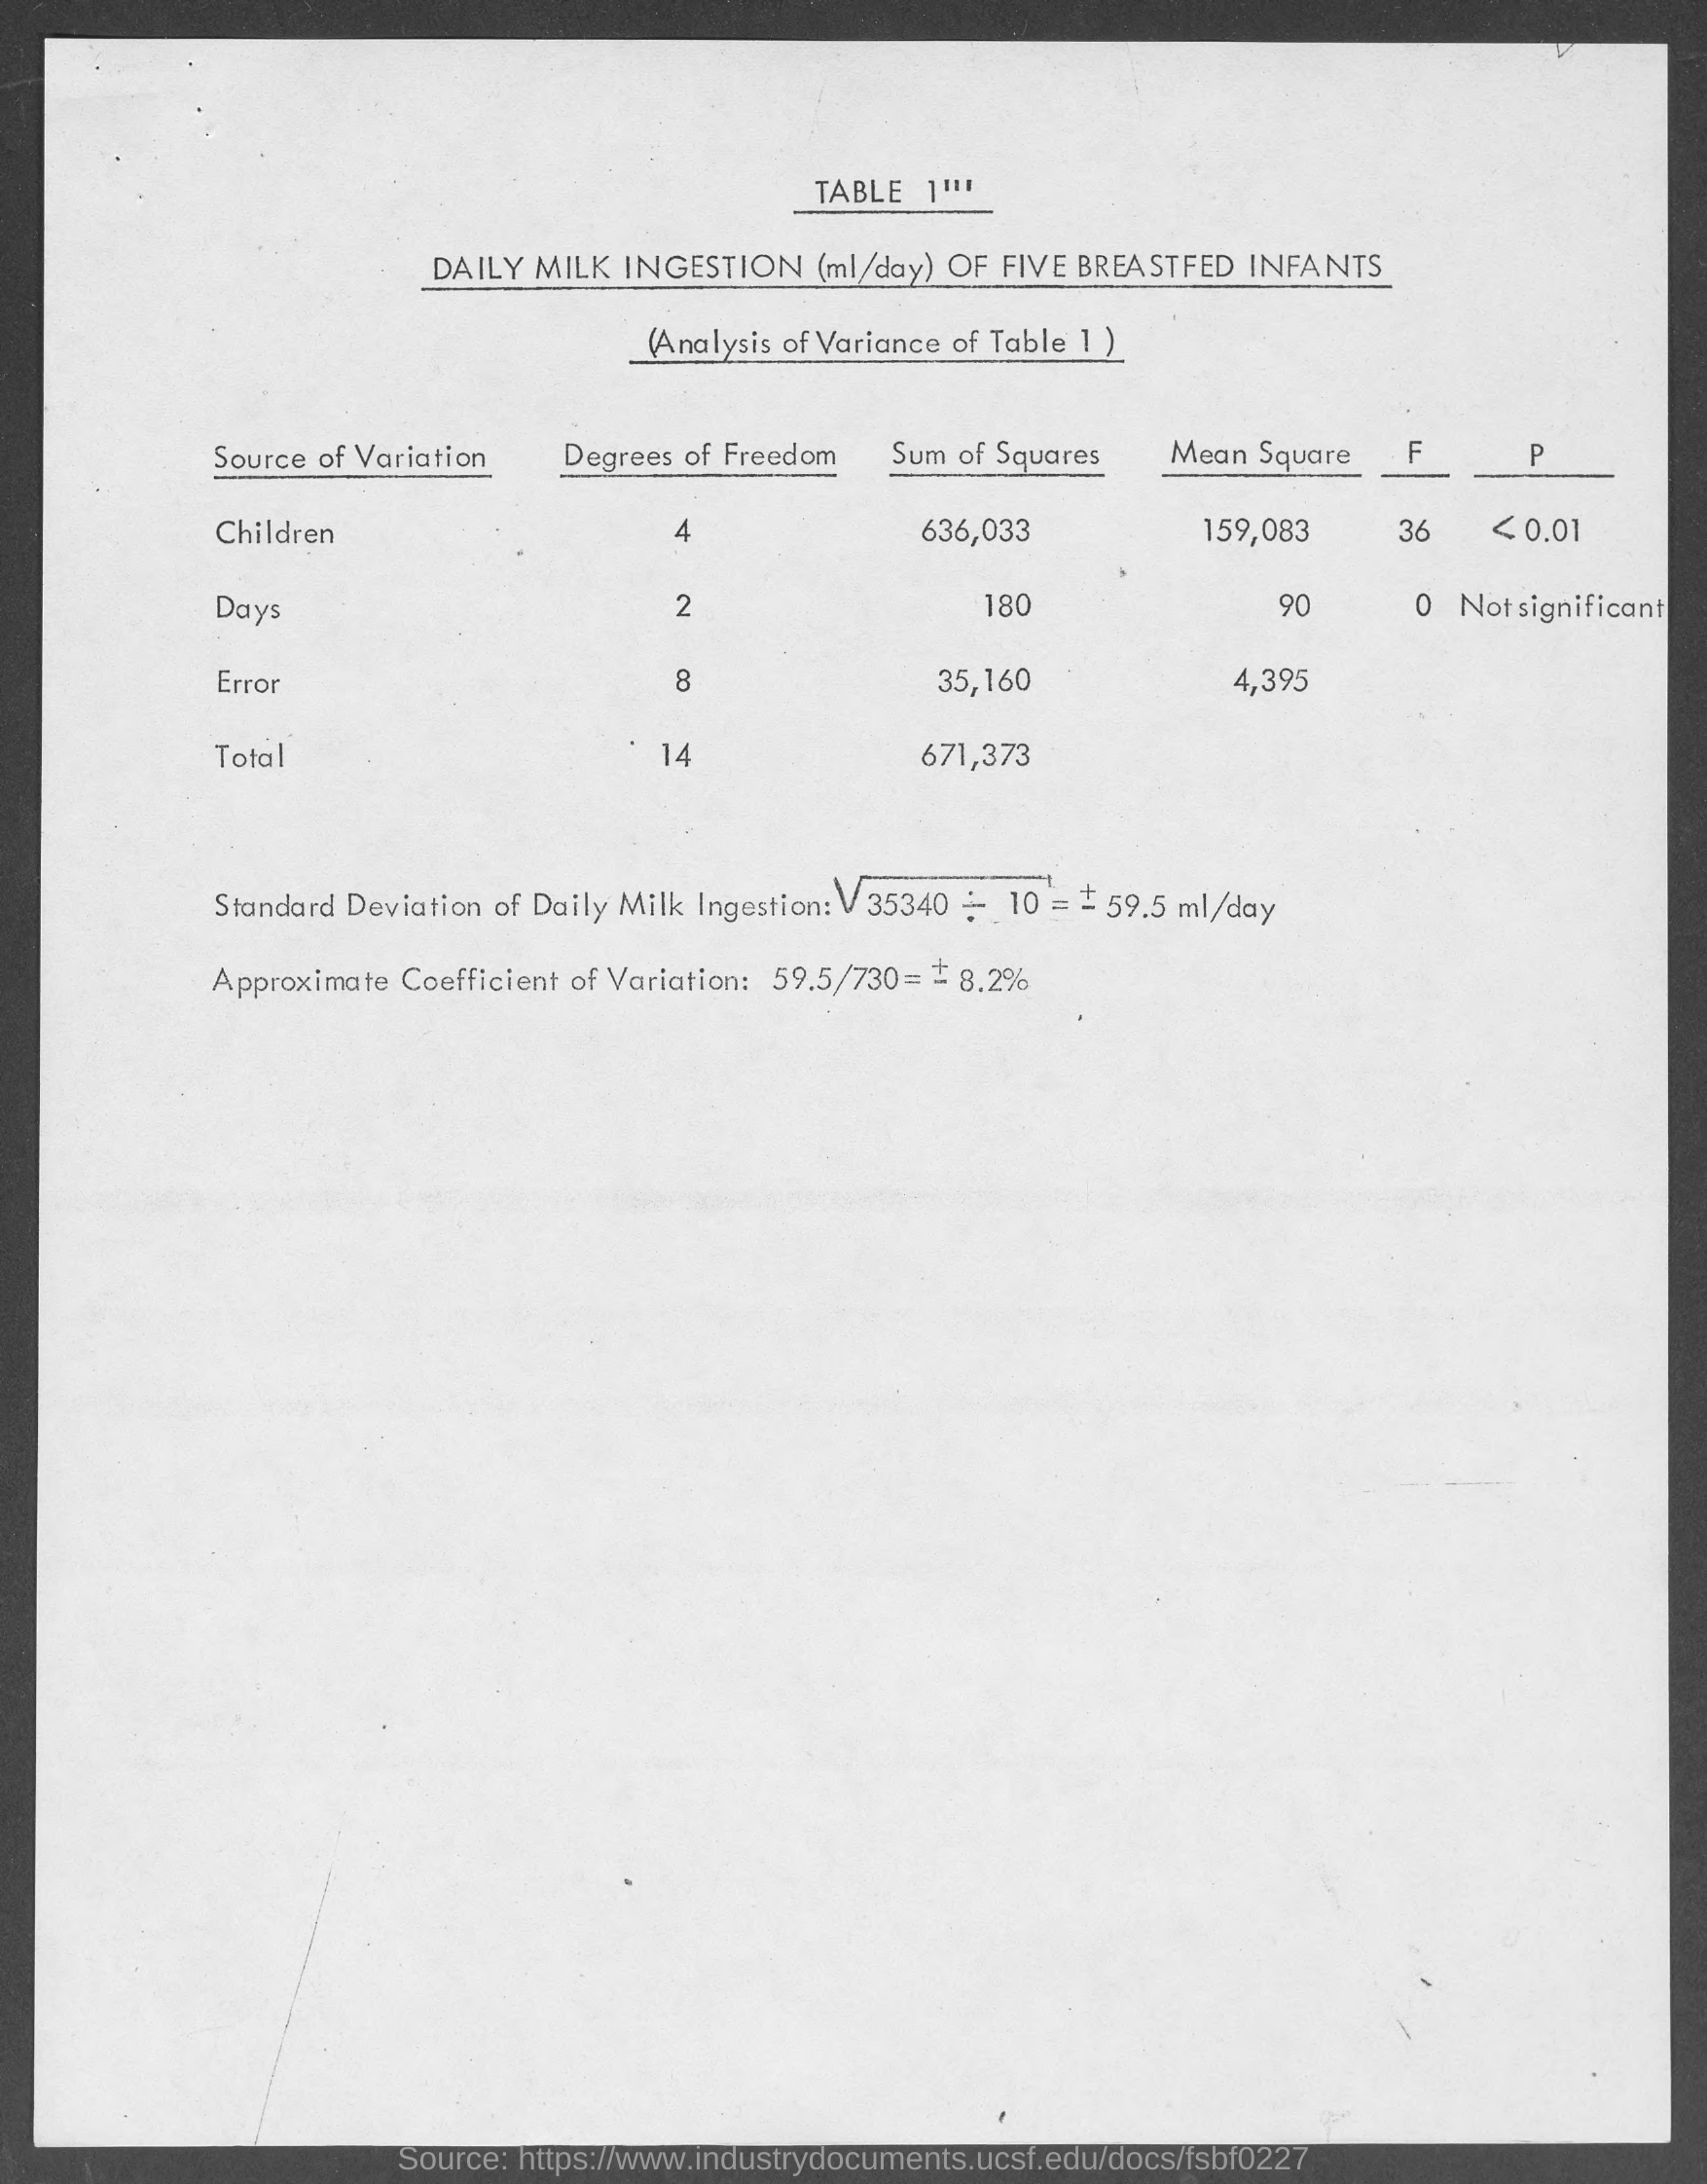 TABLE 1'''
DAILY MILK INGESTION (ml/day) OF FIVE BREASTFED INFANTS
(Analysis of Variance of Table 1 )
Source of Variation Degrees of Freedom Sum of Squares Mean Square F P
Children 4 636,033 159,083 36 < 0.01
Days 2 180 90 0 Not significant
Error 8 35,160 4,395
Total 14 671,373
Standard Deviation of Daily Milk Ingestion: √35340 ÷ 10 = ± 59.5 ml/day
Approximate Coefficient of Variation: 59.5/730= ± 8.2%
Source: https://www.industrydocuments.ucsf.edu/docs/fsbf0227